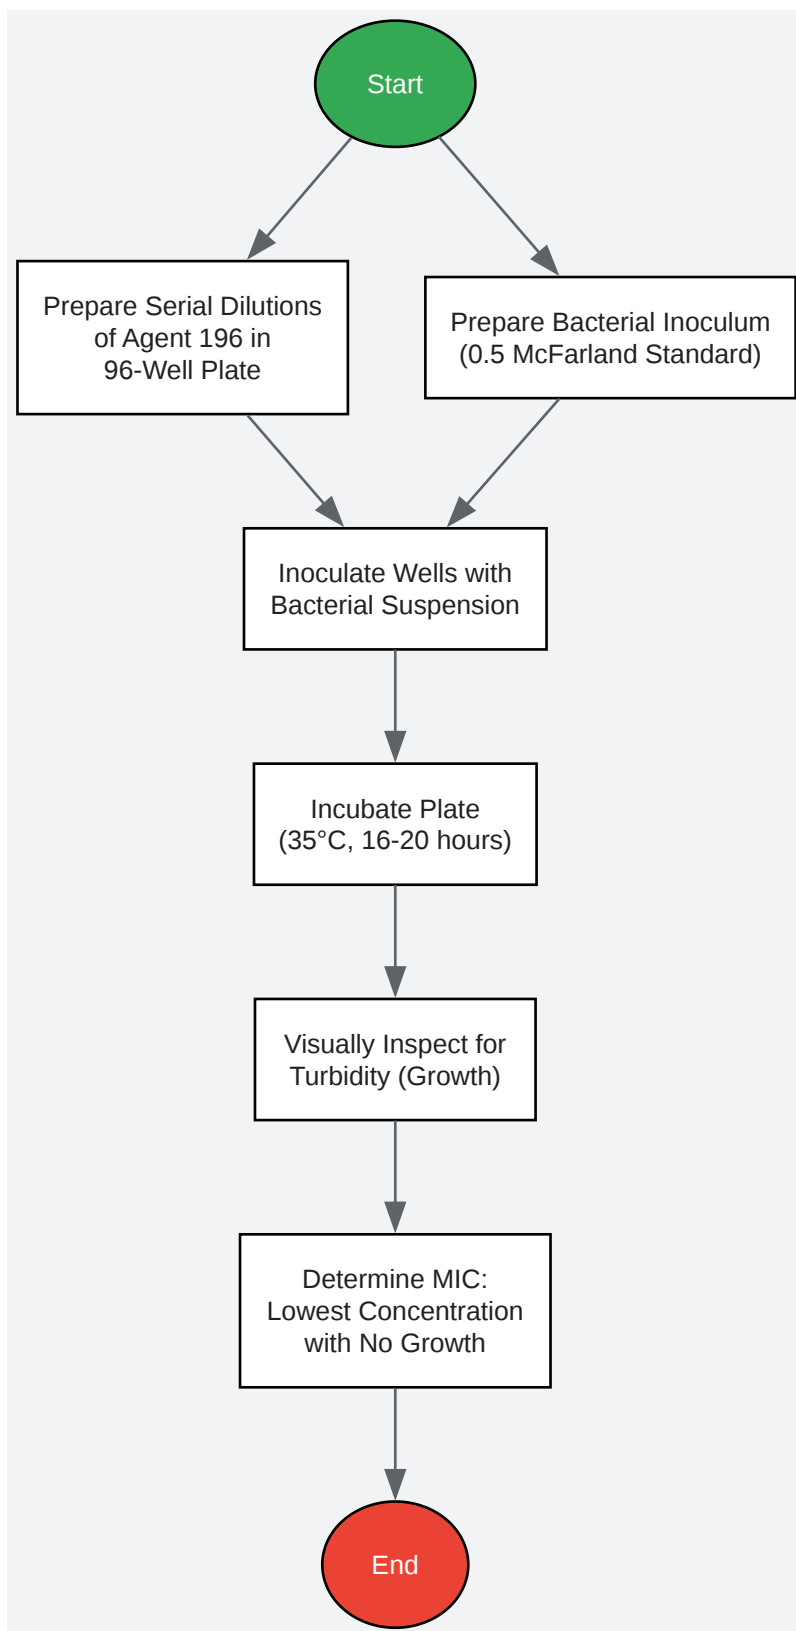 Start
Prepare Serial Dilutions
of Agent 196 in
96-Well Plate
Prepare Bacterial Inoculum
(0.5 McFarland Standard)
Inoculate Wells with
Bacterial Suspension
Incubate Plate
(35°C, 16-20 hours)
Visually Inspect for
Turbidity (Growth)
Determine MIC:
Lowest Concentration
with No Growth
End